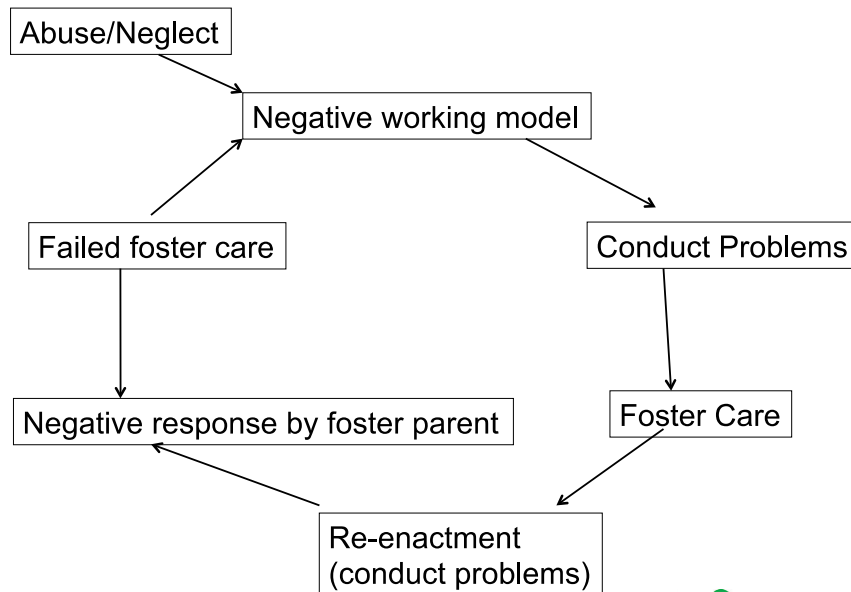 Abuse/Neglect
Negative working model
Failed foster care
Conduct Problems
Negative response by foster parent
Foster Care
Re-enactment
(conduct problems)